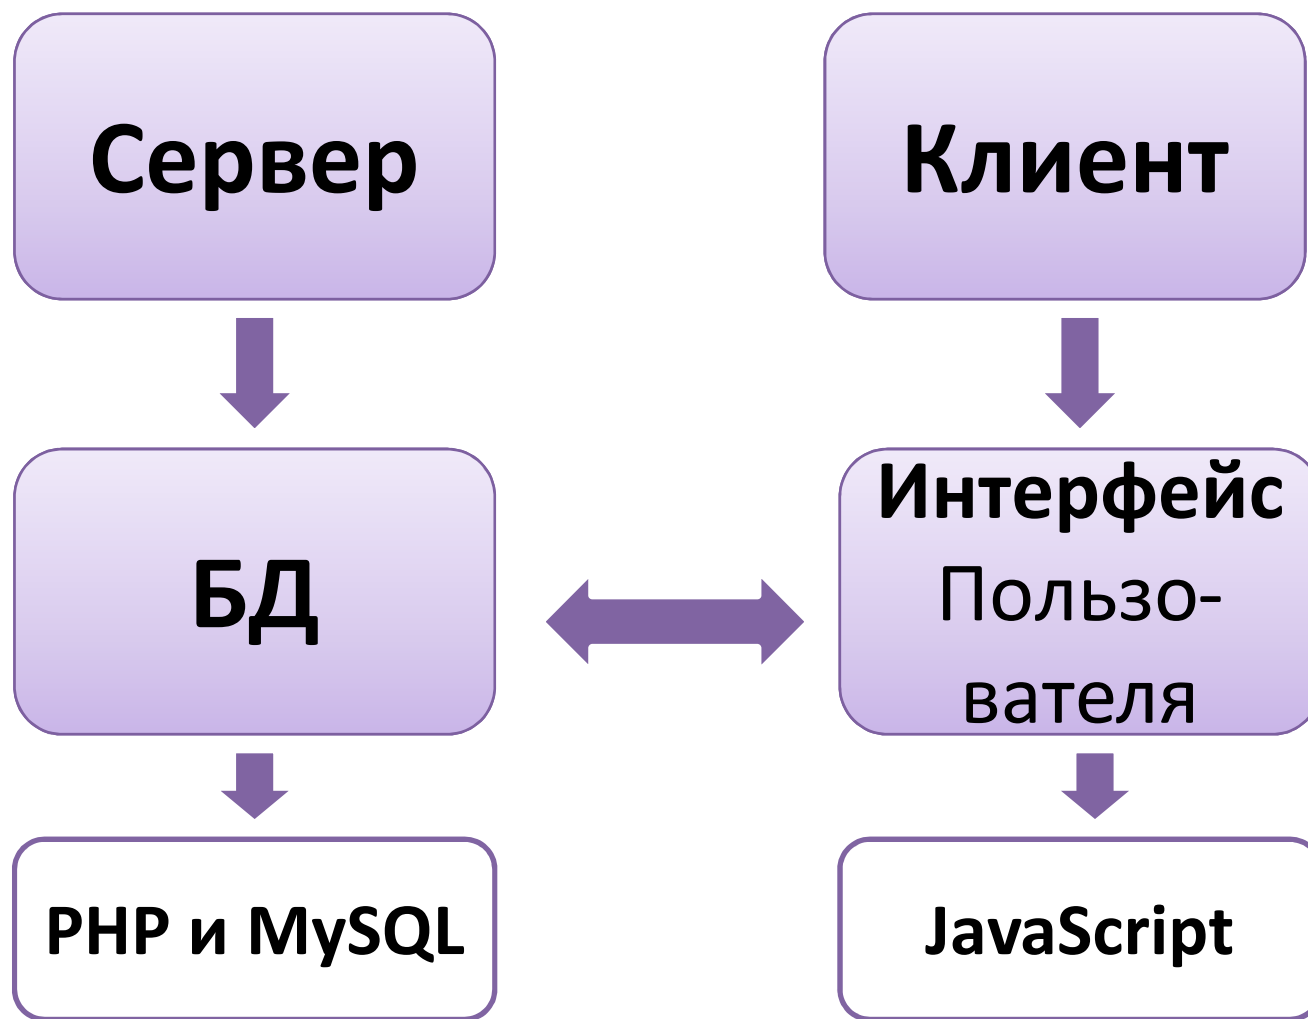 Сервер
Клиент
БД
Интерфейс
Пользо-
вателя
PHP и MySQL
JavaScript